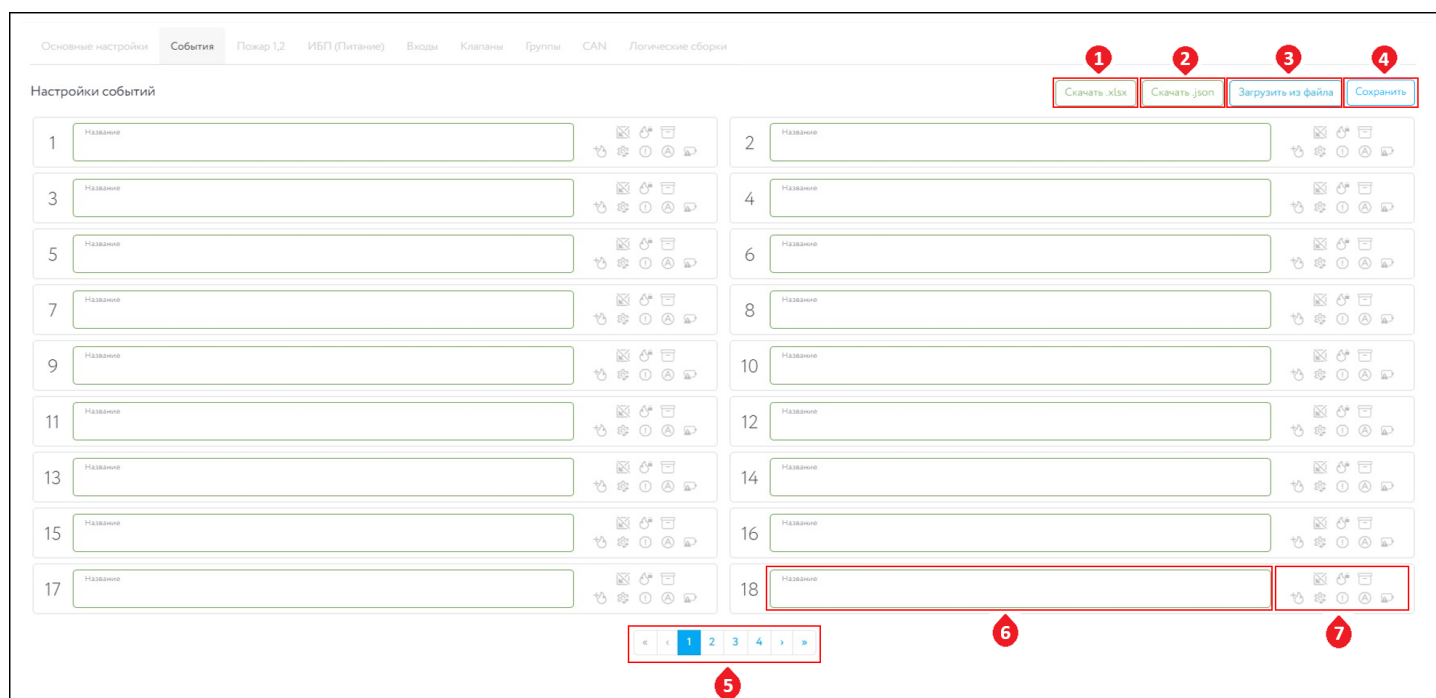 Основные настройки События Пожар 1,2 ИБП (Питание) Входы Клапаны Группы CAN Логические сборки
1 2 3 4
Настройки событий Скачать .xlsx Скачать .json Загрузить из файла Сохранить
1 Название 2 Название
3 Название 4 Название
5 Название 6 Название
7 Название 8 Название
9 Название 10 Название
11 Название 12 Название
13 Название 14 Название
15 Название 16 Название
17 Название 18 Название
6 7
« ‹ 1 2 3 4 › »
5